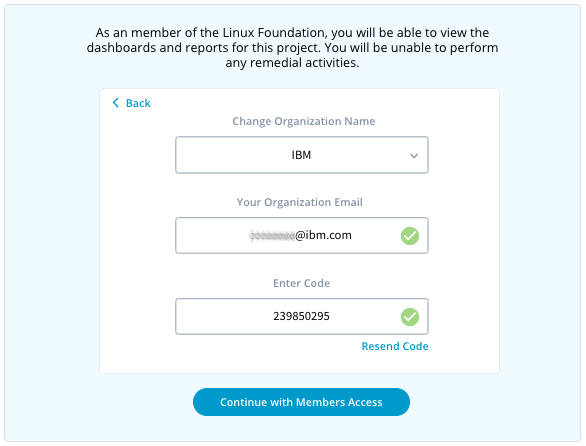 As an member of the Linux Foundation, you will be able to view the
dashboards and reports for this project. You will be unable to perform
any remedial activities.
Back
Change Organization Name
IBM
Your Organization Email
@ibm.com
Enter Code
239850295
Resend Code
Continue with Members Access